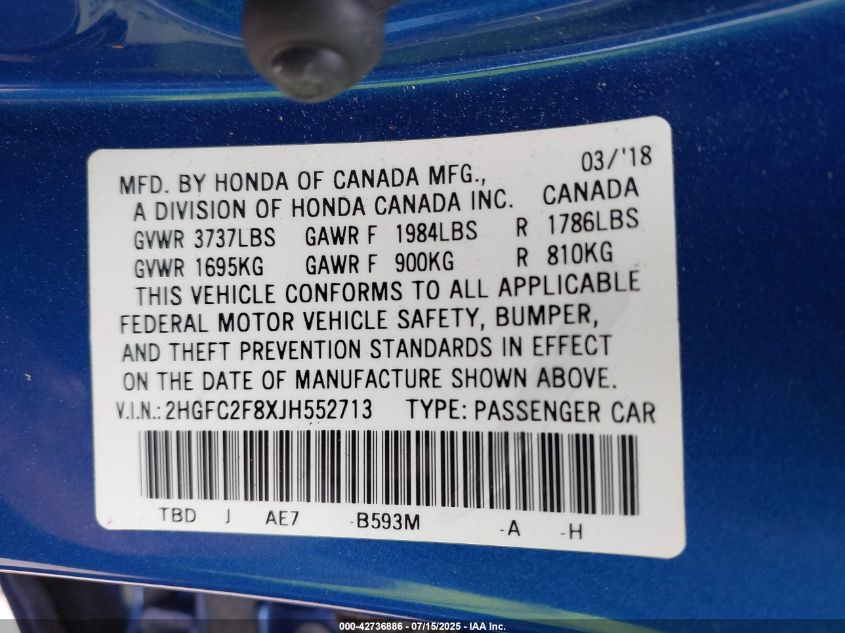 03/'18
MFD. BY HONDA OF CANADA MFG.,
A DIVISION OF HONDA CANADA INC. CANADA
GVWR 3737LBS GAWR F 1984LBS R 1786LBS
GVWR 1695KG GAWR F 900KG R 810KG
THIS VEHICLE CONFORMS TO ALL APPLICABLE
FEDERAL MOTOR VEHICLE SAFETY, BUMPER,
AND THEFT PREVENTION STANDARDS IN EFFECT
ON THE DATE OF MANUFACTURE SHOWN ABOVE.
V.I.N.: 2HGFC2F8XJH552713 TYPE: PASSENGER CAR
TBD J AE7 -B593M -A -H
000-42736886 - 07/15/2025 - IAA Inc.